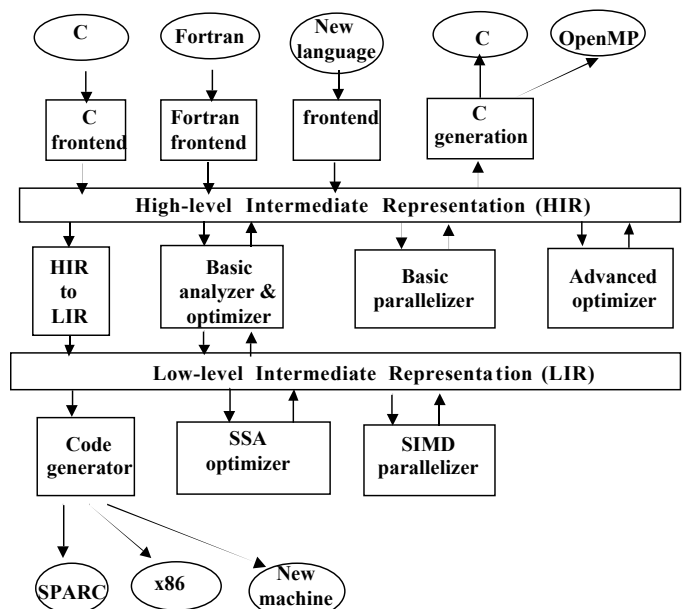 C
Fortran
New
language
C
OpenMP
C
frontend
Fortran
frontend
frontend
C
generation
High-level Intermediate Representation (HIR)
HIR
to
LIR
Basic
analyzer &
optimizer
Basic
parallelizer
Advanced
optimizer
Low-level Intermediate Representation (LIR)
Code
generator
SSA
optimizer
SIMD
parallelizer
SPARC
x86
New
machine